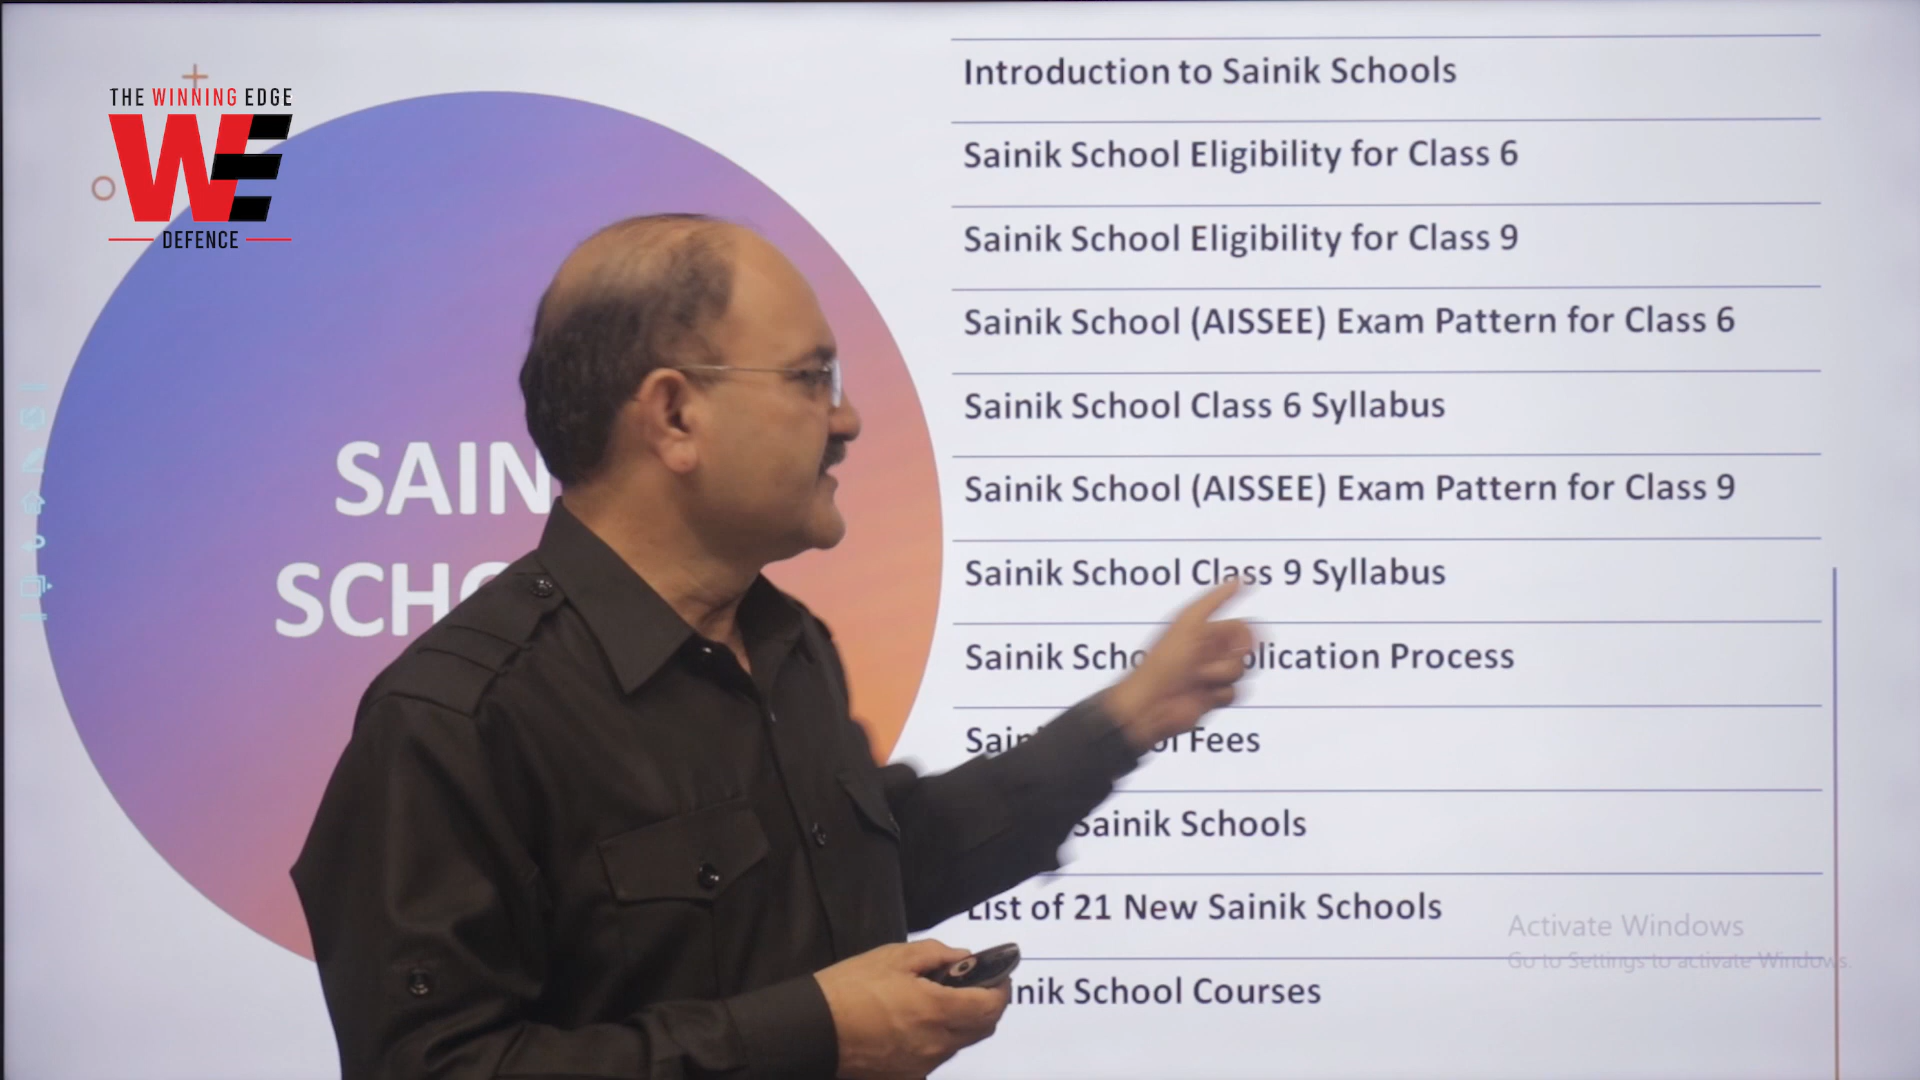 THE WINNING EDGE
WE
DEFENCE
SAIN
SCH
Introduction to Sainik Schools
Sainik School Eligibility for Class 6
Sainik School Eligibility for Class 9
Sainik School (AISSEE) Exam Pattern for Class 6
Sainik School Class 6 Syllabus
Sainik School (AISSEE) Exam Pattern for Class 9
Sainik School Class 9 Syllabus
Sainik Scho plication Process
Sain Fees
Sainik Schools
List of 21 New Sainik Schools
inik School Courses
Activate Windows
Go to Settings to activate Windows.